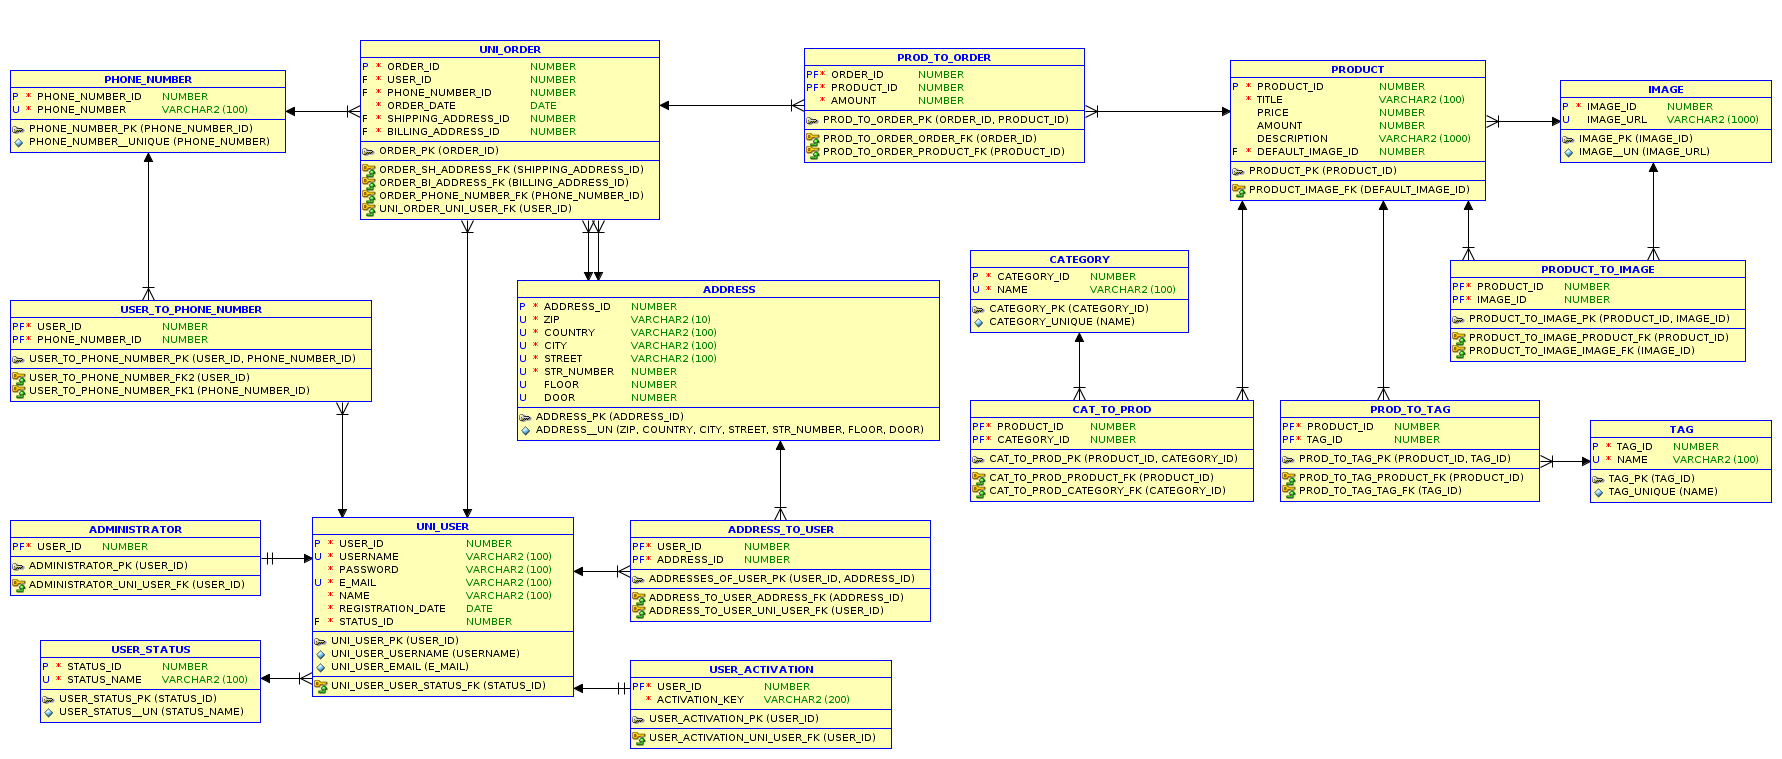 UNI_ORDER
P * ORDER_ID NUMBER
F * USER_ID NUMBER
F * PHONE_NUMBER_ID NUMBER
* ORDER_DATE DATE
F * SHIPPING_ADDRESS_ID NUMBER
F * BILLING_ADDRESS_ID NUMBER
ORDER_PK (ORDER_ID)
ORDER_SH_ADDRESS_FK (SHIPPING_ADDRESS_ID)
ORDER_BI_ADDRESS_FK (BILLING_ADDRESS_ID)
ORDER_PHONE_NUMBER_FK (PHONE_NUMBER_ID)
UNI_ORDER_UNI_USER_FK (USER_ID)
PROD_TO_ORDER
PF* ORDER_ID NUMBER
PF* PRODUCT_ID NUMBER
* AMOUNT NUMBER
PROD_TO_ORDER_PK (ORDER_ID, PRODUCT_ID)
PROD_TO_ORDER_ORDER_FK (ORDER_ID)
PROD_TO_ORDER_PRODUCT_FK (PRODUCT_ID)
PRODUCT
P * PRODUCT_ID NUMBER
* TITLE VARCHAR2 (100)
PRICE NUMBER
AMOUNT NUMBER
DESCRIPTION VARCHAR2 (1000)
F * DEFAULT_IMAGE_ID NUMBER
PRODUCT_PK (PRODUCT_ID)
PRODUCT_IMAGE_FK (DEFAULT_IMAGE_ID)
PHONE_NUMBER
P * PHONE_NUMBER_ID NUMBER
U * PHONE_NUMBER VARCHAR2 (100)
PHONE_NUMBER_PK (PHONE_NUMBER_ID)
PHONE_NUMBER__UNIQUE (PHONE_NUMBER)
IMAGE
P * IMAGE_ID NUMBER
U IMAGE_URL VARCHAR2 (1000)
IMAGE_PK (IMAGE_ID)
IMAGE__UN (IMAGE_URL)
CATEGORY
P * CATEGORY_ID NUMBER
U * NAME VARCHAR2 (100)
CATEGORY_PK (CATEGORY_ID)
CATEGORY_UNIQUE (NAME)
PRODUCT_TO_IMAGE
PF* PRODUCT_ID NUMBER
PF* IMAGE_ID NUMBER
PRODUCT_TO_IMAGE_PK (PRODUCT_ID, IMAGE_ID)
PRODUCT_TO_IMAGE_PRODUCT_FK (PRODUCT_ID)
PRODUCT_TO_IMAGE_IMAGE_FK (IMAGE_ID)
ADDRESS
P * ADDRESS_ID NUMBER
U * ZIP VARCHAR2 (10)
U * COUNTRY VARCHAR2 (100)
U * CITY VARCHAR2 (100)
U * STREET VARCHAR2 (100)
U * STR_NUMBER NUMBER
U FLOOR NUMBER
U DOOR NUMBER
ADDRESS_PK (ADDRESS_ID)
ADDRESS__UN (ZIP, COUNTRY, CITY, STREET, STR_NUMBER, FLOOR, DOOR)
USER_TO_PHONE_NUMBER
PF* USER_ID NUMBER
PF* PHONE_NUMBER_ID NUMBER
USER_TO_PHONE_NUMBER_PK (USER_ID, PHONE_NUMBER_ID)
USER_TO_PHONE_NUMBER_FK2 (USER_ID)
USER_TO_PHONE_NUMBER_FK1 (PHONE_NUMBER_ID)
CAT_TO_PROD
PF* PRODUCT_ID NUMBER
PF* CATEGORY_ID NUMBER
CAT_TO_PROD_PK (PRODUCT_ID, CATEGORY_ID)
CAT_TO_PROD_PRODUCT_FK (PRODUCT_ID)
CAT_TO_PROD_CATEGORY_FK (CATEGORY_ID)
PROD_TO_TAG
PF* PRODUCT_ID NUMBER
PF* TAG_ID NUMBER
PROD_TO_TAG_PK (PRODUCT_ID, TAG_ID)
PROD_TO_TAG_PRODUCT_FK (PRODUCT_ID)
PROD_TO_TAG_TAG_FK (TAG_ID)
TAG
P * TAG_ID NUMBER
U * NAME VARCHAR2 (100)
TAG_PK (TAG_ID)
TAG_UNIQUE (NAME)
ADMINISTRATOR
PF* USER_ID NUMBER
ADMINISTRATOR_PK (USER_ID)
ADMINISTRATOR_UNI_USER_FK (USER_ID)
UNI_USER
P * USER_ID NUMBER
U * USERNAME VARCHAR2 (100)
* PASSWORD VARCHAR2 (100)
U * E_MAIL VARCHAR2 (100)
* NAME VARCHAR2 (100)
* REGISTRATION_DATE DATE
F * STATUS_ID NUMBER
UNI_USER_PK (USER_ID)
UNI_USER_USERNAME (USERNAME)
UNI_USER_EMAIL (E_MAIL)
UNI_USER_USER_STATUS_FK (STATUS_ID)
ADDRESS_TO_USER
PF* USER_ID NUMBER
PF* ADDRESS_ID NUMBER
ADDRESSES_OF_USER_PK (USER_ID, ADDRESS_ID)
ADDRESS_TO_USER_ADDRESS_FK (ADDRESS_ID)
ADDRESS_TO_USER_UNI_USER_FK (USER_ID)
USER_STATUS
P * STATUS_ID NUMBER
U * STATUS_NAME VARCHAR2 (100)
USER_STATUS_PK (STATUS_ID)
USER_STATUS__UN (STATUS_NAME)
USER_ACTIVATION
PF* USER_ID NUMBER
* ACTIVATION_KEY VARCHAR2 (200)
USER_ACTIVATION_PK (USER_ID)
USER_ACTIVATION_UNI_USER_FK (USER_ID)